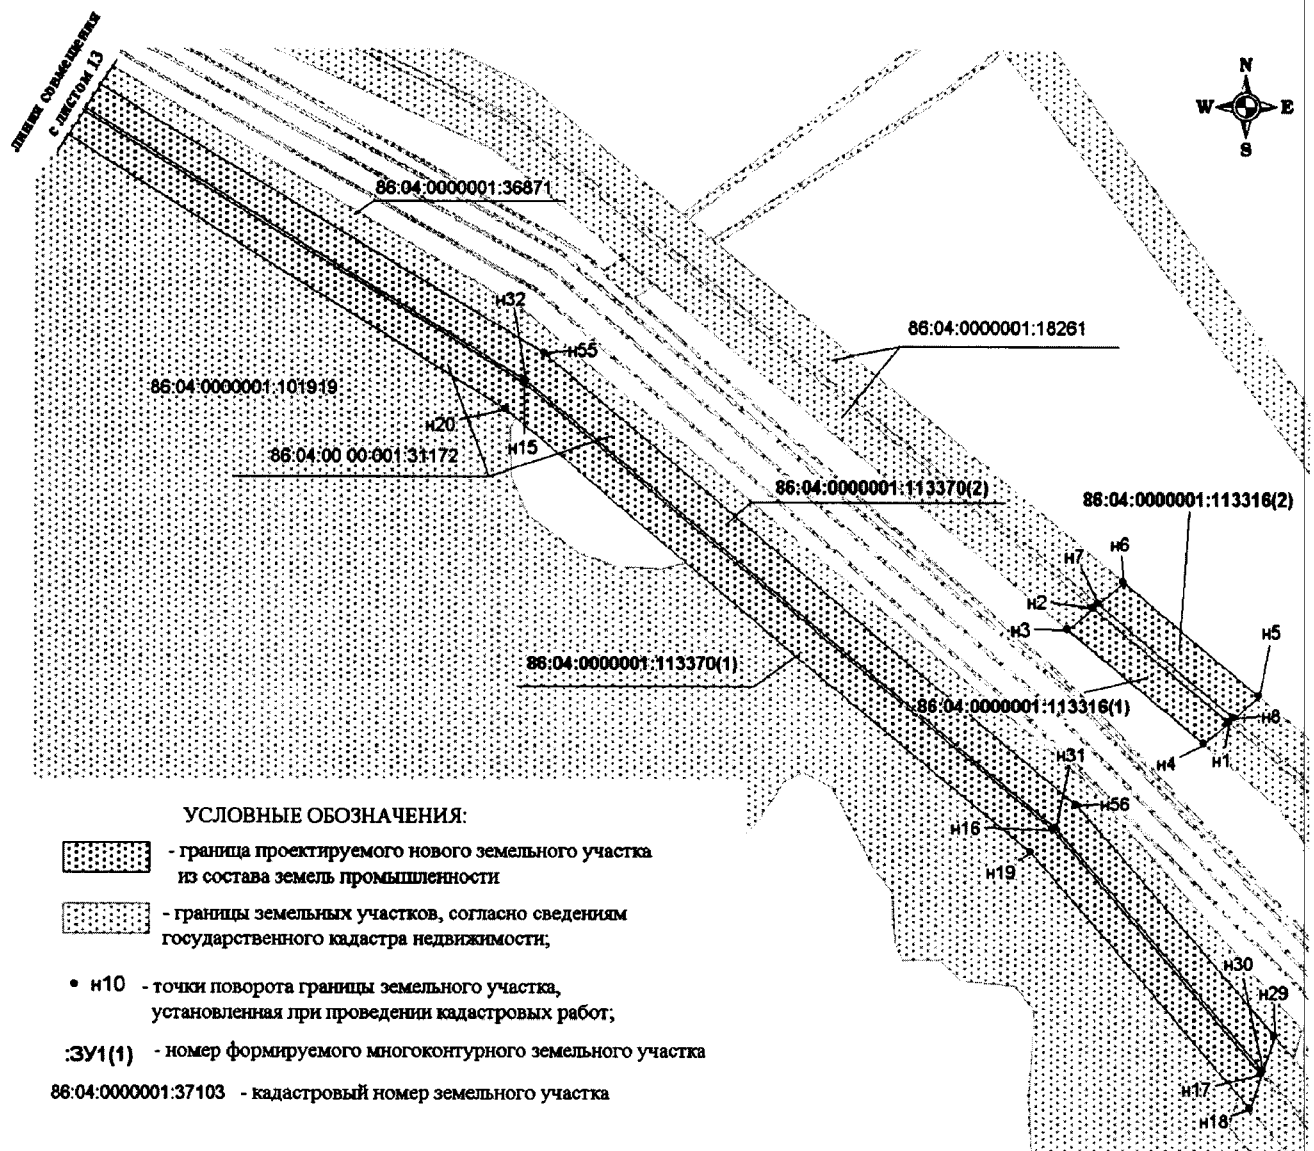 линия совмещения
с листом 13
N
W E
S
86:04:0000001:36871
н32
86:04:0000001:18261
н55
86:04:0000001:101919
н20
н15
86:04:00 00 001:31172
86:04:0000001:113370(2)
86:04:0000001:113316(2)
н6
н7
н2
н3
н5
86:04:0000001:113370(1)
86:04:0000001:113316(1)
н8
н1
н4
н31
н56
н16
н19
н30
н29
н17
н18
УСЛОВНЫЕ ОБОЗНАЧЕНИЯ:
- граница проектируемого нового земельного участка
из состава земель промышленности
- границы земельных участков, согласно сведениям
государственного кадастра недвижимости;
• н10 - точки поворота границы земельного участка,
установленная при проведении кадастровых работ;
:ЗУ1(1) - номер формируемого многоконтурного земельного участка
86:04:0000001:37103 - кадастровый номер земельного участка